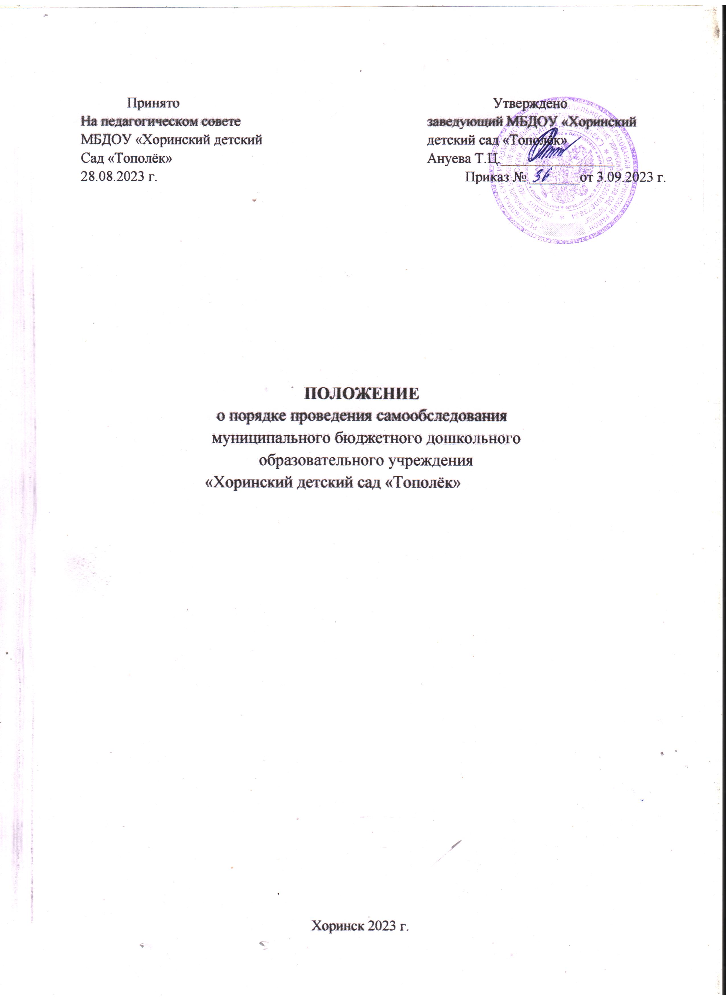 Принято
На педагогическом совете
МБДОУ «Хоринский детский
Сад «Тополёк»
28.08.2023 г.
Утверждено
заведующий МБДОУ «Хоринский
детский сад «Тополёк»
Ануева Т.Ц.
Приказ № 36 от 3.09.2023 г.
ПОЛОЖЕНИЕ
о порядке проведения самообследования
муниципального бюджетного дошкольного
образовательного учреждения
«Хоринский детский сад «Тополёк»
Хоринск 2023 г.